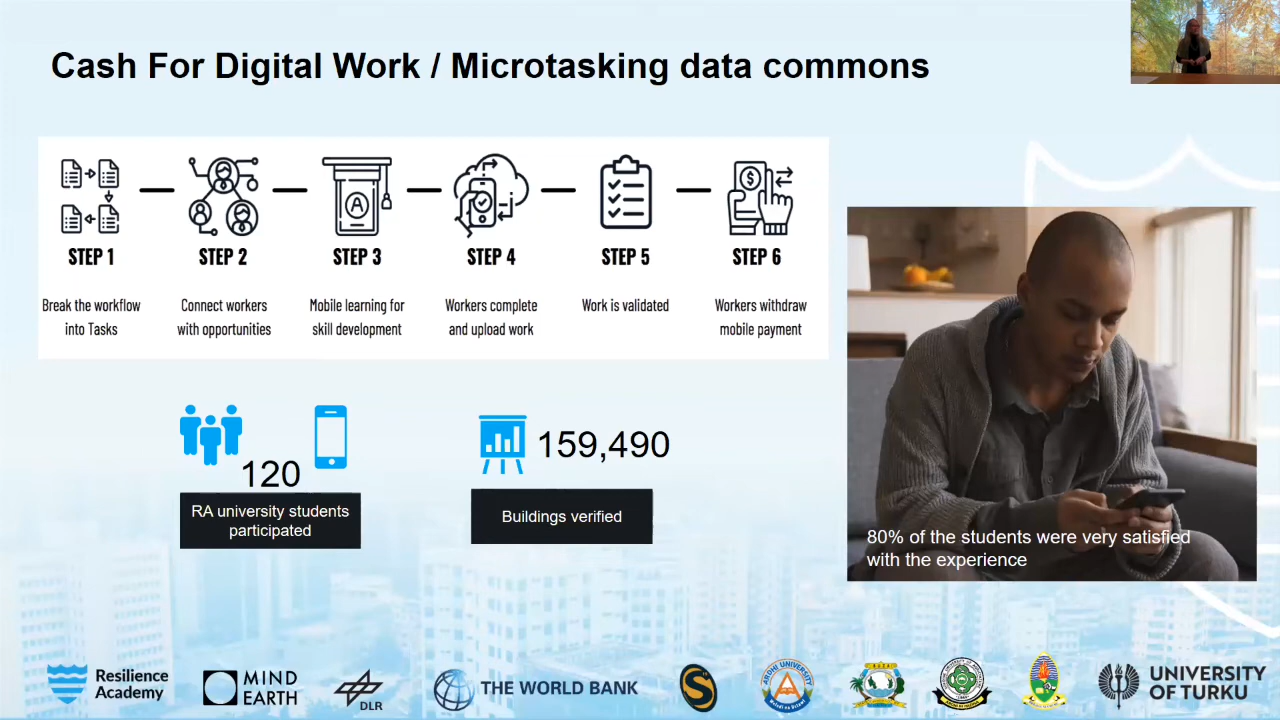 Cash For Digital Work / Microtasking data commons
STEP 1
Break the workflow
into Tasks
STEP 2
Connect workers
with opportunities
STEP 3
Mobile learning for
skill development
STEP 4
Workers complete
and upload work
STEP 5
Work is validated
STEP 6
Workers withdraw
mobile payment
120
RA university students
participated
159,490
Buildings verified
80% of the students were very satisfied
with the experience
Resilience
Academy
MIND
EARTH
DLR
THE WORLD BANK
ARDHI UNIVERSITY
UNIVERSITY
OF TURKU